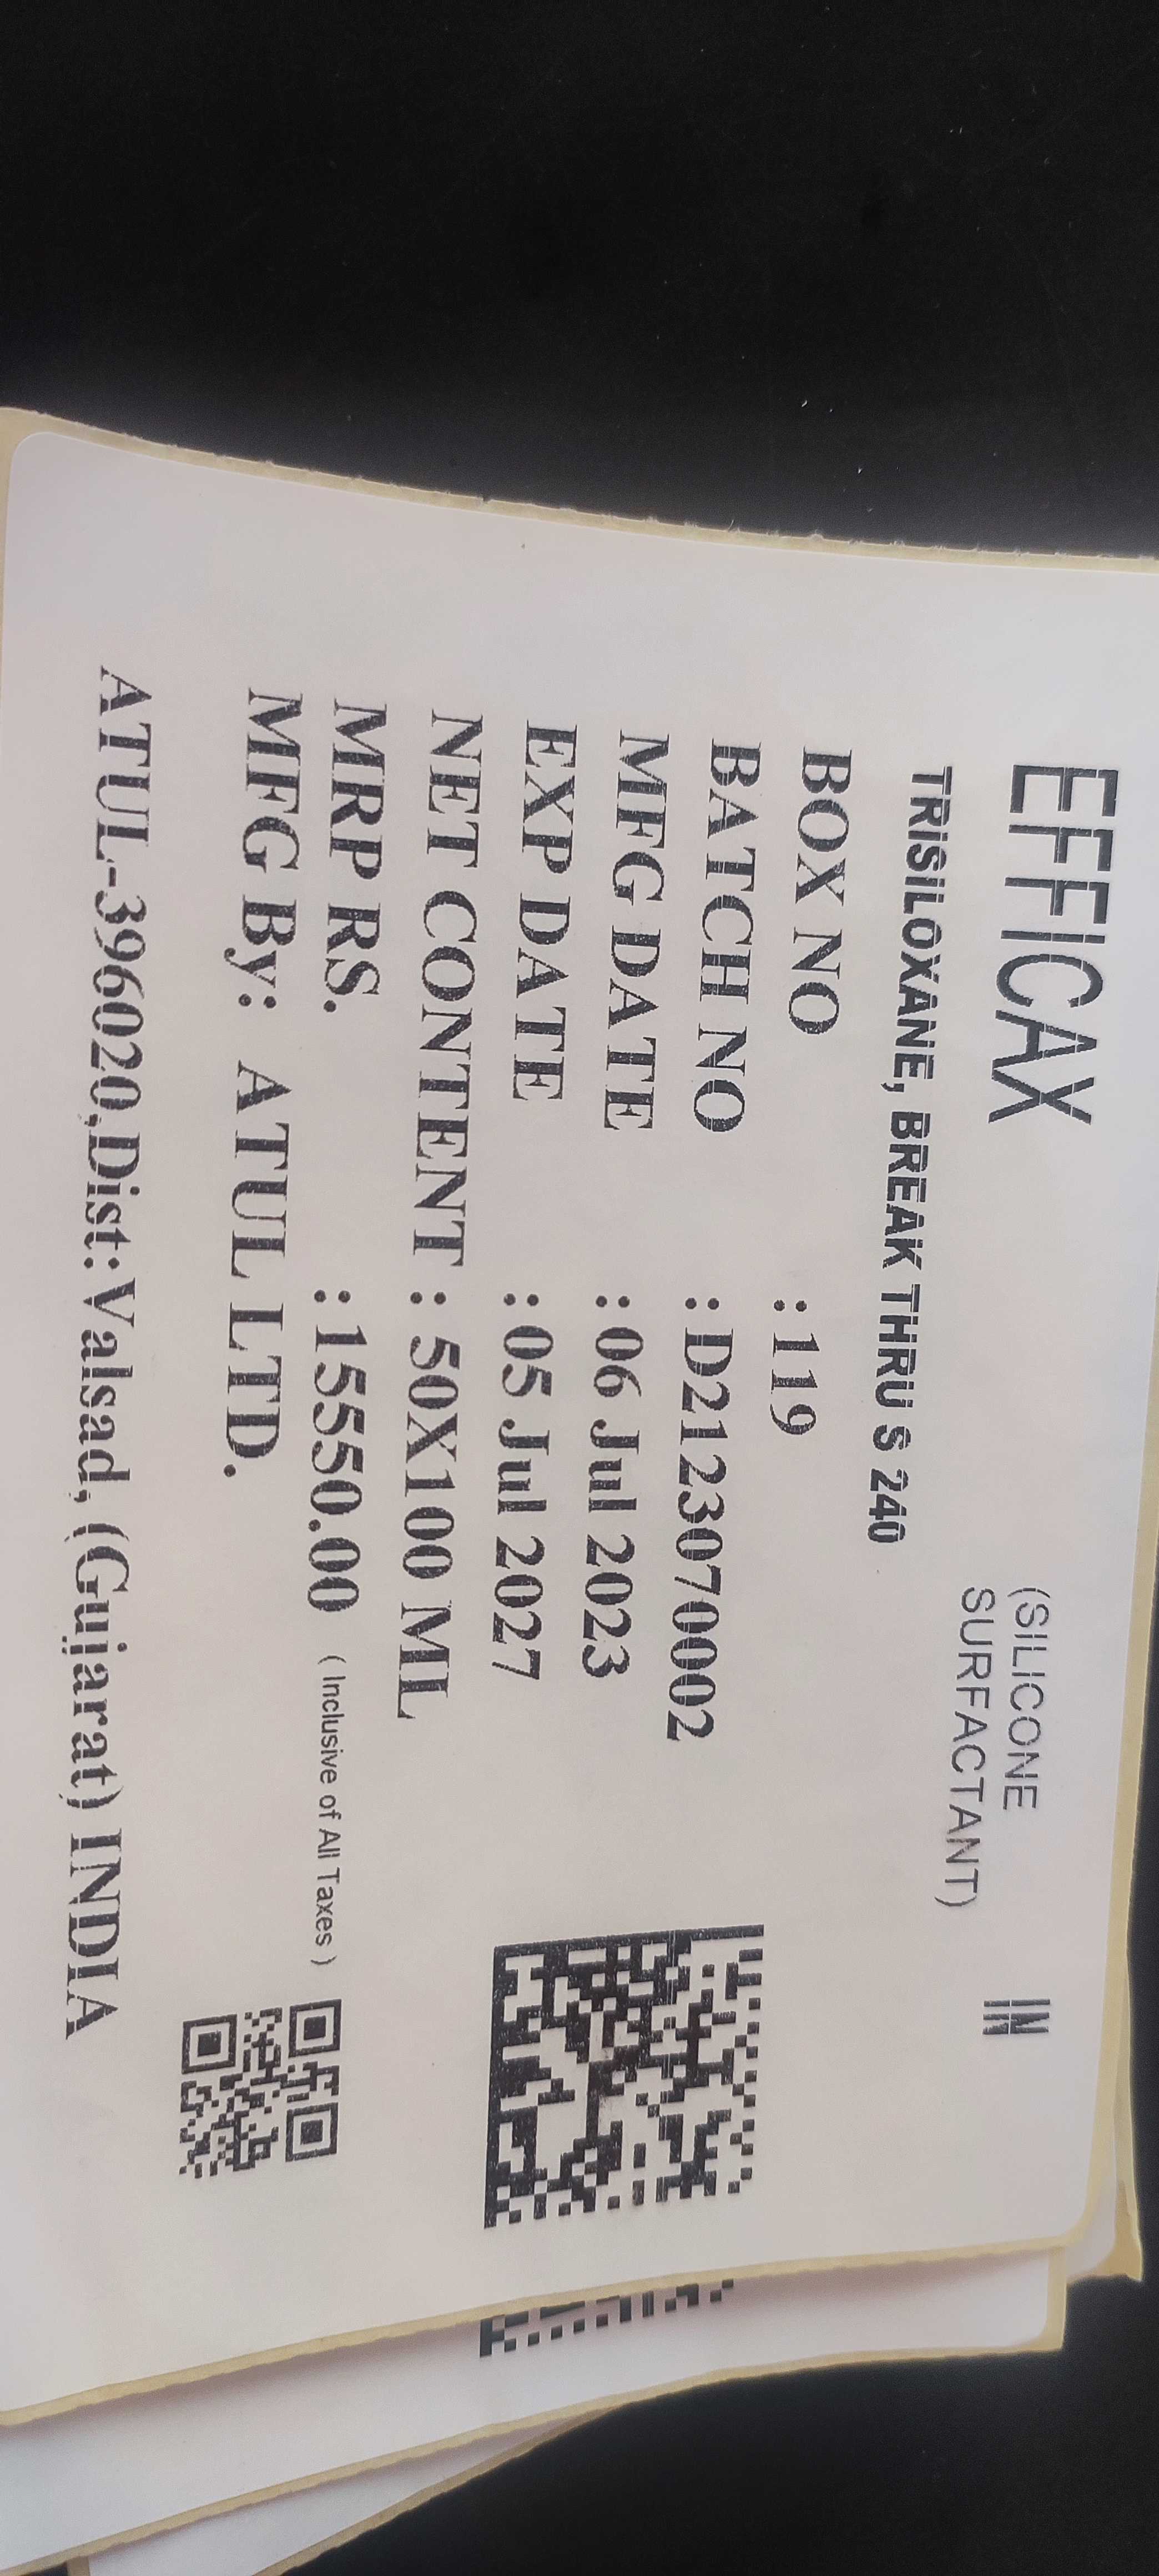 EFFICAX (SILICONE SURFACTANT) IN
TRISILOXANE, BREAK THRU S 240
BOX NO : 119
BATCH NO : D2123070002
MFG DATE : 06 Jul 2023
EXP DATE : 05 Jul 2027
NET CONTENT : 50X100 ML
MRP RS. : 15550.00 ( Inclusive of All Taxes )
MFG By: ATUL LTD.
ATUL-396020,Dist:Valsad, (Gujarat) INDIA